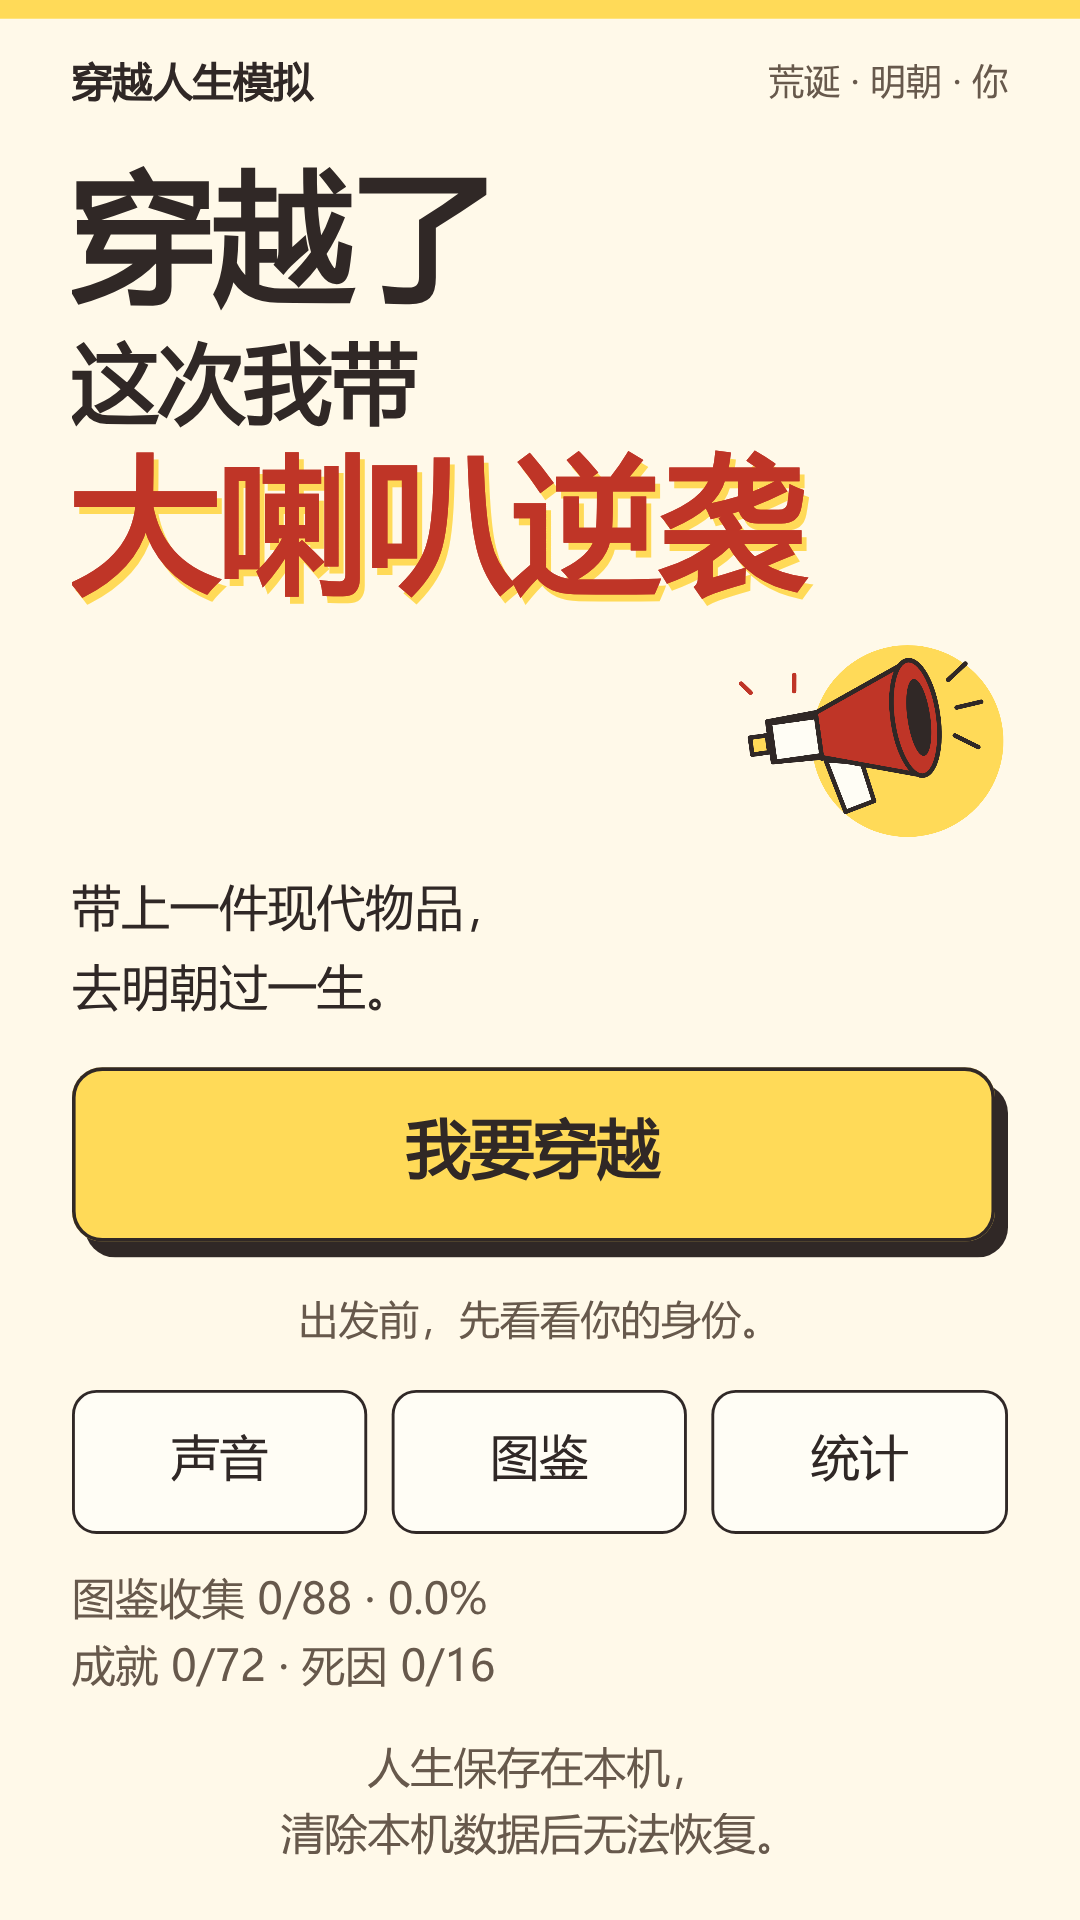 穿越人生模拟
荒诞 · 明朝 · 你
穿越了
这次我带
大喇叭逆袭
带上一件现代物品，
去明朝过一生。
我要穿越
出发前，先看看你的身份。
声音
图鉴
统计
图鉴收集 0/88 · 0.0%
成就 0/72 · 死因 0/16
人生保存在本机，
清除本机数据后无法恢复。